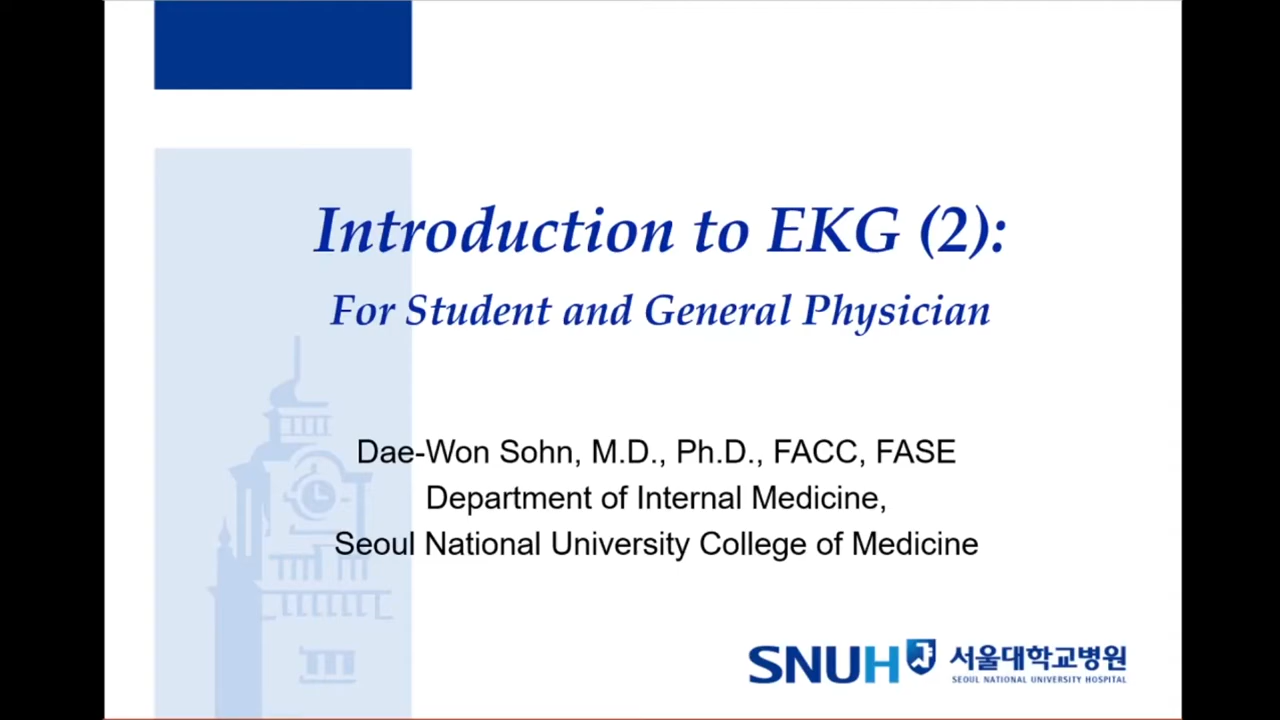 Introduction to EKG (2):
For Student and General Physician
Dae-Won Sohn, M.D., Ph.D., FACC, FASE
Department of Internal Medicine,
Seoul National University College of Medicine
SNUH 서울대학교병원
SEOUL NATIONAL UNIVERSITY HOSPITAL